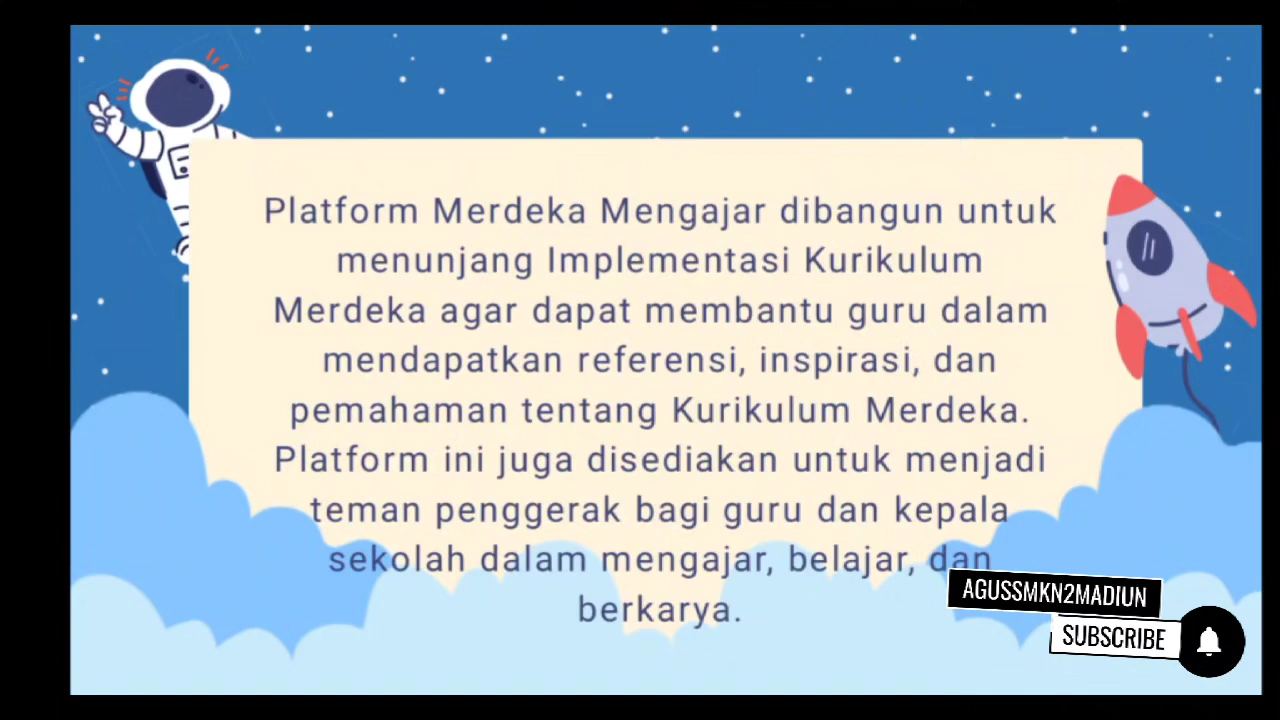 Platform Merdeka Mengajar dibangun untuk
menunjang Implementasi Kurikulum
Merdeka agar dapat membantu guru dalam
mendapatkan referensi, inspirasi, dan
pemahaman tentang Kurikulum Merdeka.
Platform ini juga disediakan untuk menjadi
teman penggerak bagi guru dan kepala
sekolah dalam mengajar, belajar, dan
berkarya.
AGUSSMKN2MADIUN
SUBSCRIBE